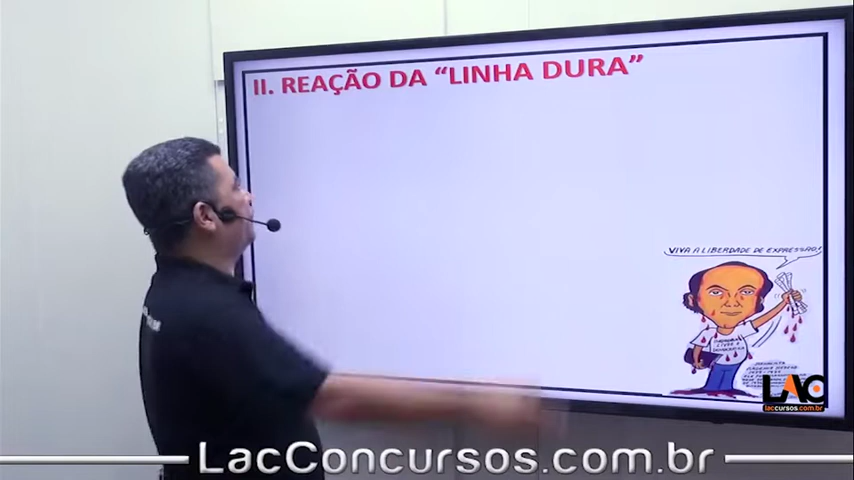 II. REAÇÃO DA “LINHA DURA”
VIVA A LIBERDADE DE EXPRESSÃO!
LAC
LACCURSOS.COM.BR
LacConcursos.com.br